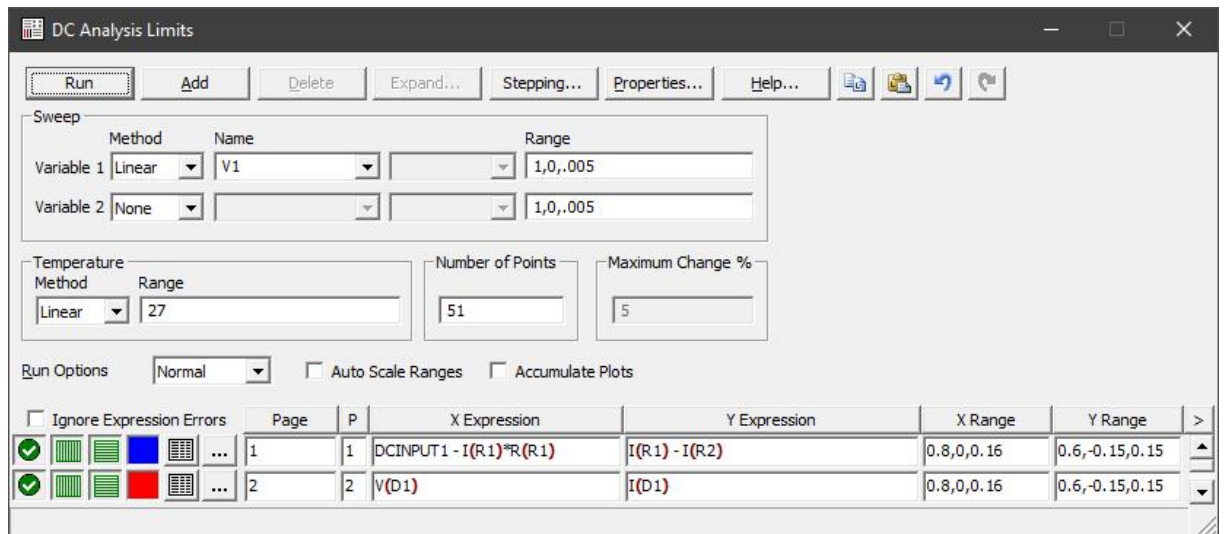 DC Analysis Limits
Run Add Delete Expand... Stepping... Properties... Help...
Sweep
Method Name Range
Variable 1 Linear V1 1,0,.005
Variable 2 None 1,0,.005
Temperature Number of Points Maximum Change %
Method Range
Linear 27 51 5
Run Options Normal Auto Scale Ranges Accumulate Plots
Ignore Expression Errors Page P X Expression Y Expression X Range Y Range >
... 1 1 DCINPUT1 - I(R1)*R(R1) I(R1) - I(R2) 0.8,0,0.16 0.6,-0.15,0.15
... 2 2 V(D1) I(D1) 0.8,0,0.16 0.6,-0.15,0.15